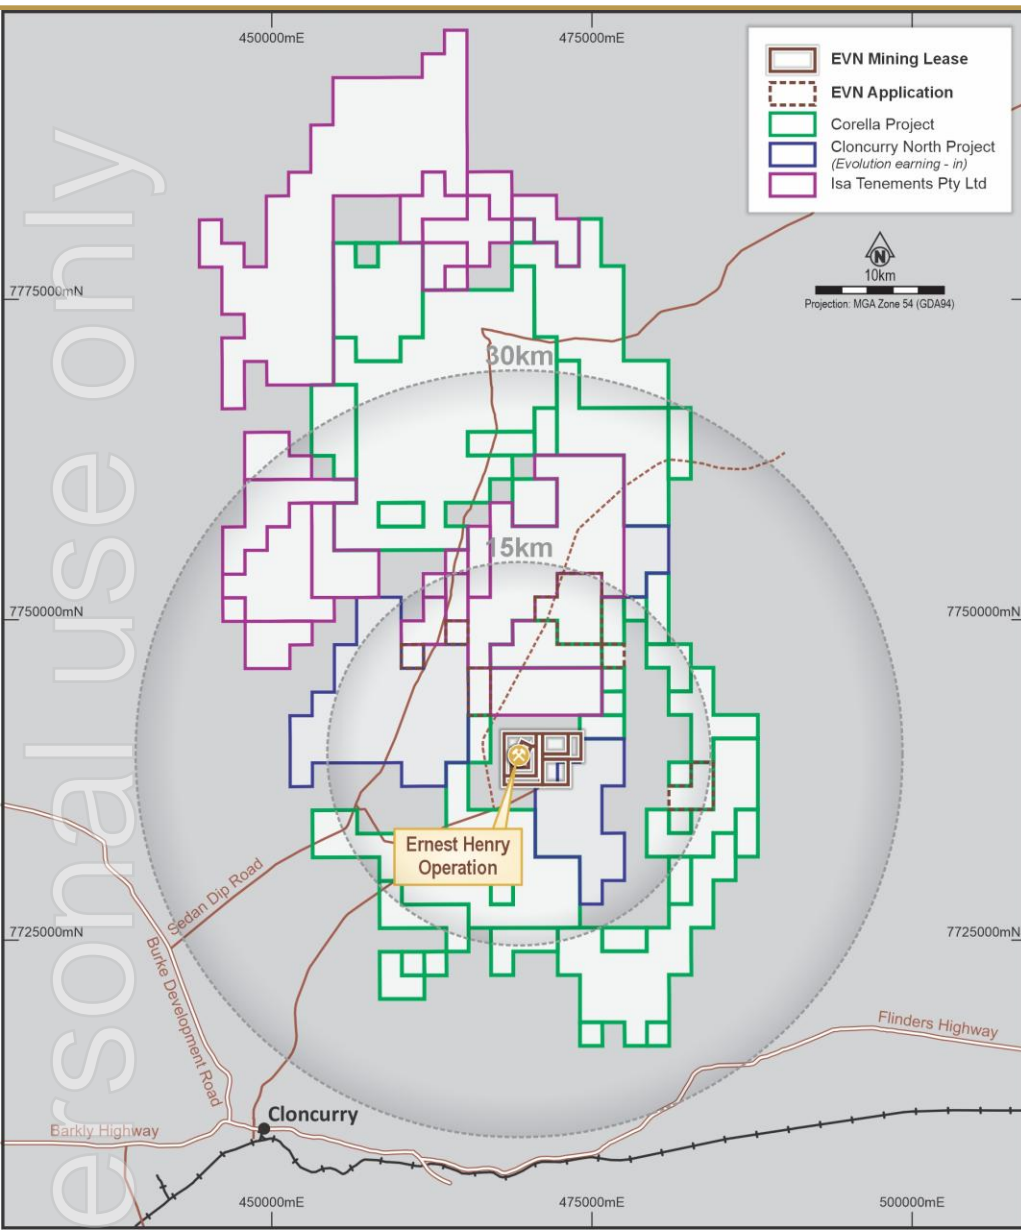 450000mE
475000mE
EVN Mining Lease
EVN Application
Corella Project
Cloncurry North Project
(Evolution earning - in)
Isa Tenements Pty Ltd
N
10km
Projection: MGA Zone 54 (GDA94)
7775000mN
30km
15km
7750000mN
7750000mN
Ernest Henry
Operation
Sedan Dip Road
7725000mN
7725000mN
Burke Development Road
Flinders Highway
Cloncurry
Barkly Highway
450000mE
475000mE
500000mE
ersonal use only